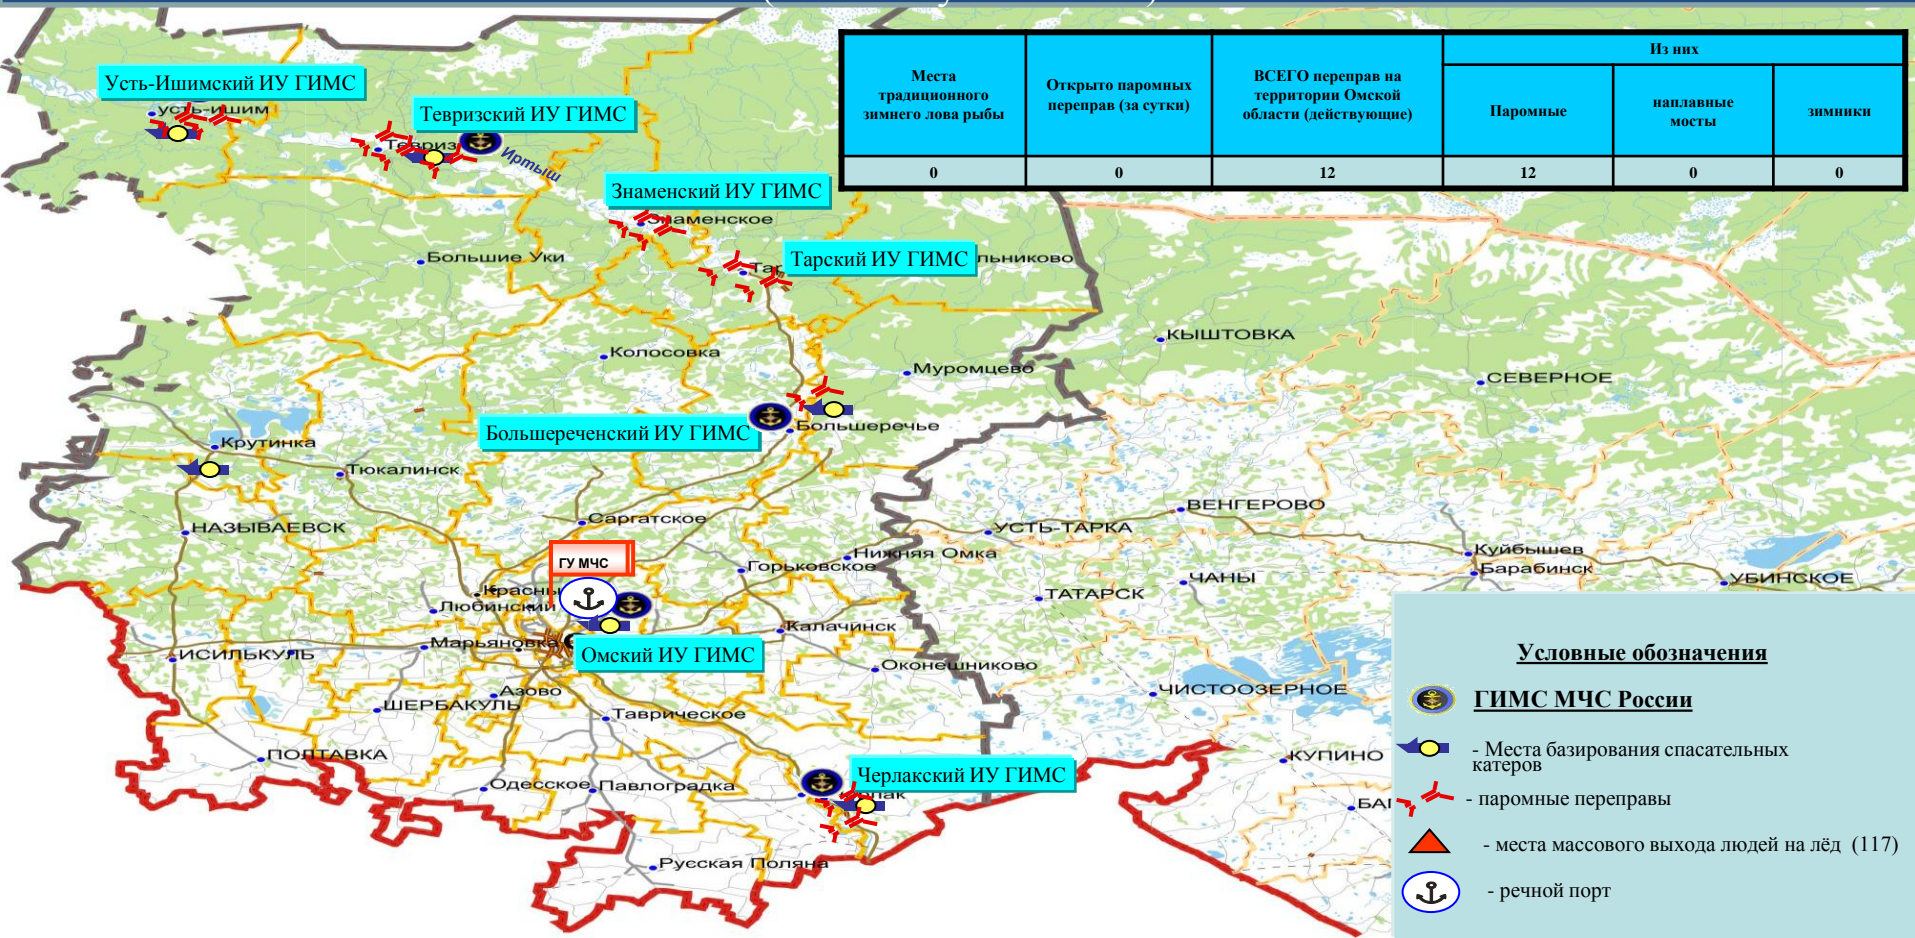 Места
традиционного
зимнего лова рыбы
Открыто паромных
переправ (за сутки)
ВСЕГО переправ на
территории Омской
области (действующие)
Из них
Паромные
наплавные
мосты
зимники
0
0
12
12
0
0
Усть-Ишимский ИУ ГИМС
усть-ишим
Тевризский ИУ ГИМС
Тевриз
Иртыш
Знаменский ИУ ГИМС
Знаменское
Тарский ИУ ГИМС
льниково
Большие Уки
КЫШТОВКА
Колосовка
Муромцево
СЕВЕРНОЕ
Большереченский ИУ ГИМС
Большеречье
Крутинка
Тюкалинск
ВЕНГЕРОВО
НАЗЫВАЕВСК
Саргатское
УСТЬ-ТАРКА
Нижняя Омка
Куйбышев
ГУ МЧС
Горьковское
Барабинск
ЧАНЫ
УБИНСКОЕ
Красны
Любинский
ТАТАРСК
Калачинск
Марьяновка
Омский ИУ ГИМС
ИСИЛЬКУЛЬ
Оконешниково
Азово
ЧИСТООЗЕРНОЕ
ШЕРБАКУЛЬ
Таврическое
ПОЛТАВКА
КУПИНО
Черлакский ИУ ГИМС
Одесское
Павлоградка
лак
БАГ
Русская Поляна
Условные обозначения
ГИМС МЧС России
- Места базирования спасательных
катеров
- паромные переправы
- места массового выхода людей на лёд (117)
- речной порт